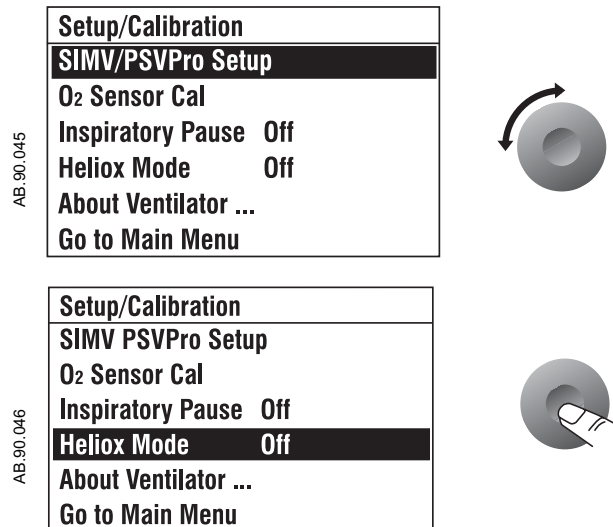 Setup/Calibration
SIMV/PSVPro Setup
O2 Sensor Cal
Inspiratory Pause Off
Heliox Mode Off
About Ventilator ...
Go to Main Menu
AB.90.045
Setup/Calibration
SIMV PSVPro Setup
O2 Sensor Cal
Inspiratory Pause Off
Heliox Mode Off
About Ventilator ...
Go to Main Menu
AB.90.046